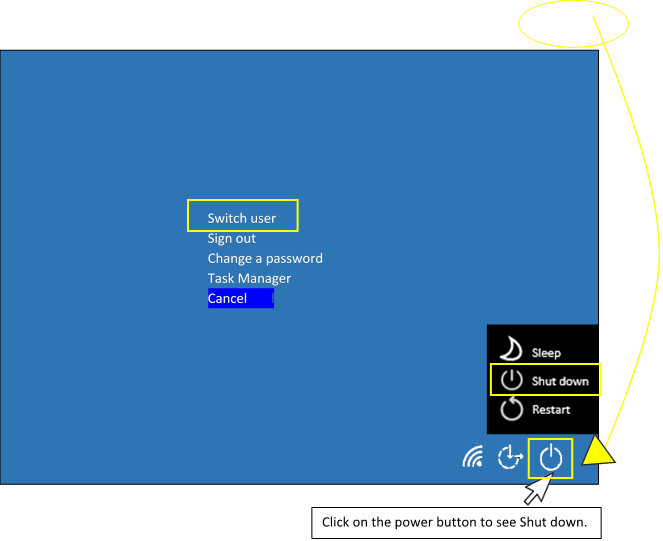 Switch user
Sign out
Change a password
Task Manager
Cancel
Sleep
Shut down
Restart
Click on the power button to see Shut down.